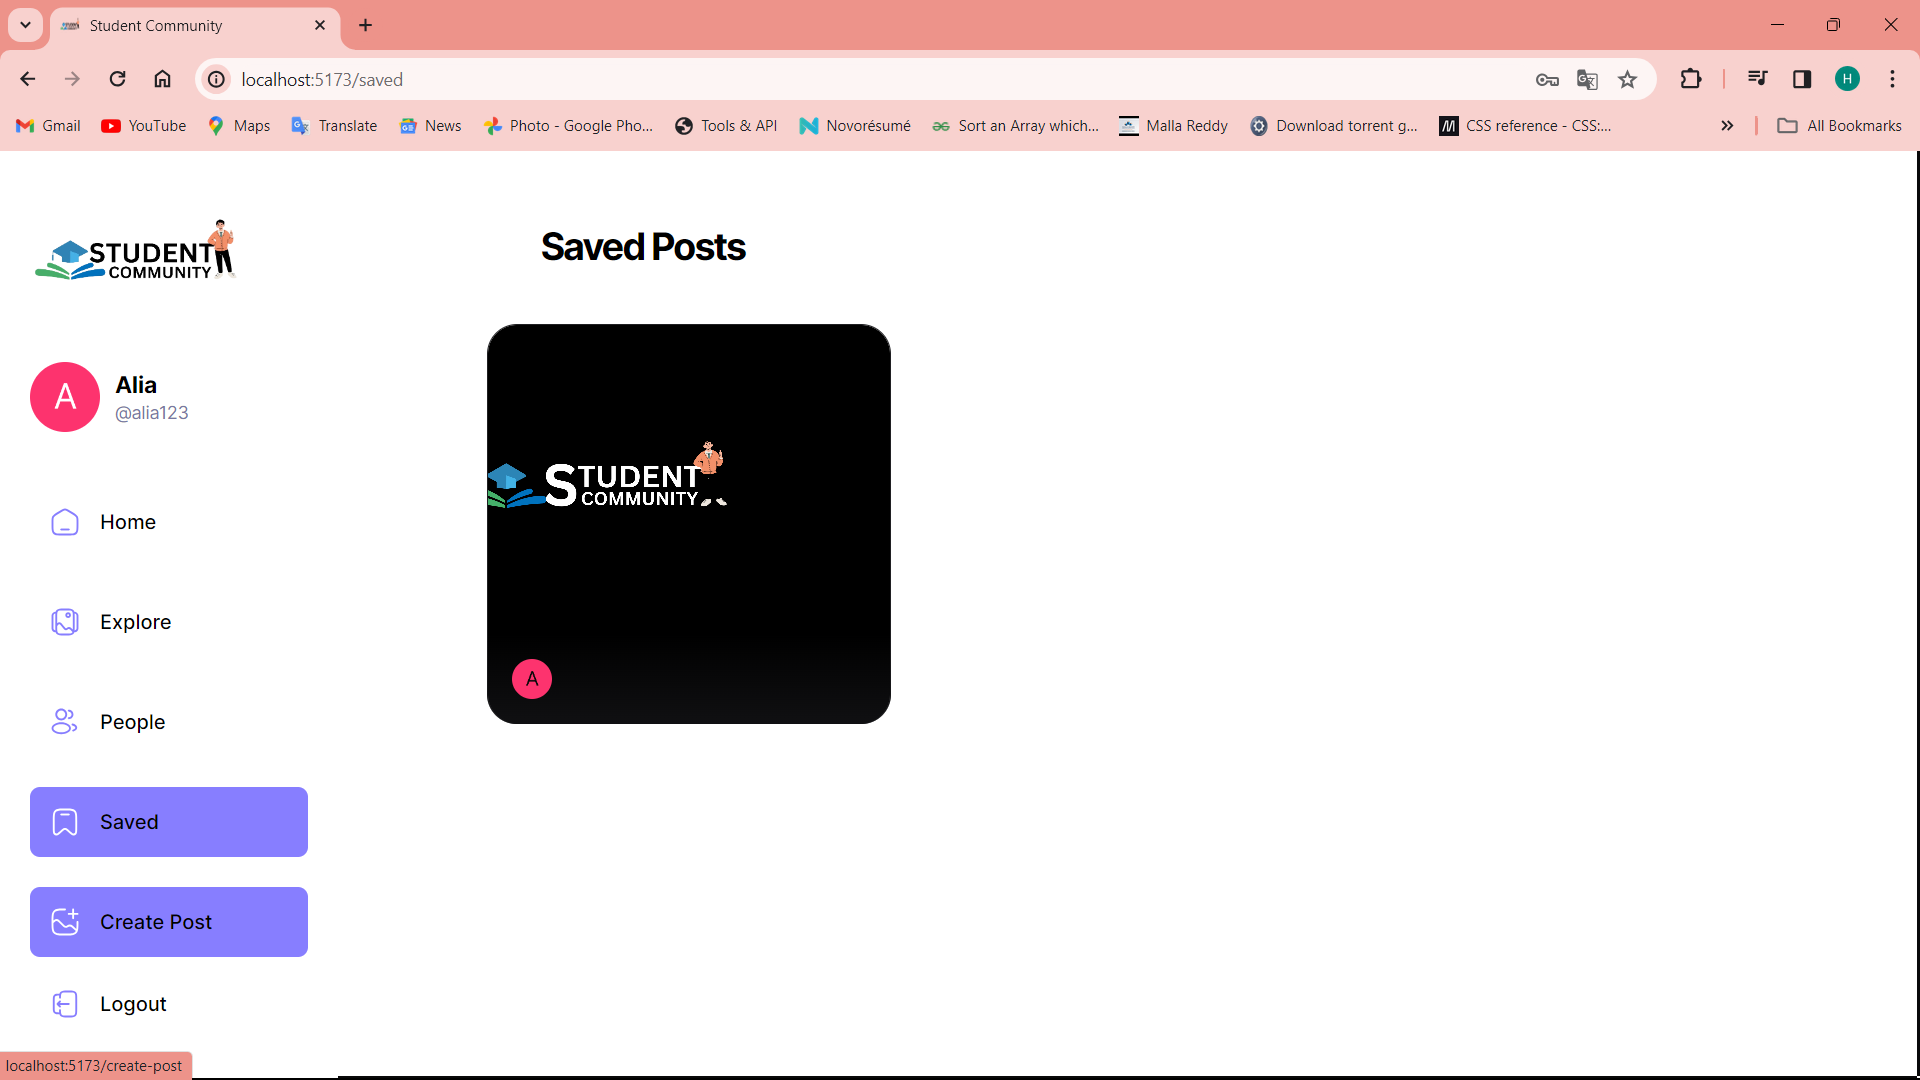 Student Community
localhost:5173/saved
H
Gmail
YouTube
Maps
Translate
News
Photo - Google Pho...
Tools & API
Novorésumé
Sort an Array which...
Malla Reddy
Download torrent g...
CSS reference - CSS:...
All Bookmarks
STUDENT
COMMUNITY
Saved Posts
A
Alia
@alia123
STUDENT
COMMUNITY
Home
Explore
A
People
Saved
Create Post
Logout
localhost:5173/create-post